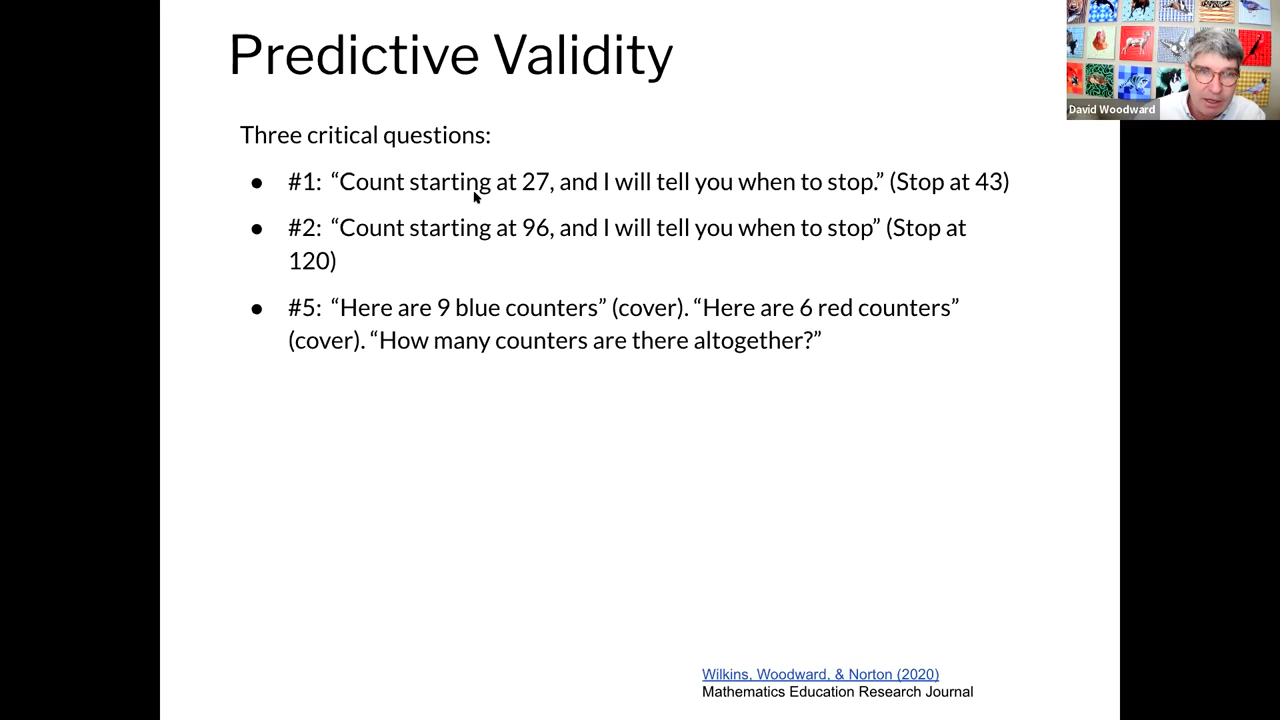 Predictive Validity
David Woodward
Three critical questions:
● #1: “Count starting at 27, and I will tell you when to stop.” (Stop at 43)
● #2: “Count starting at 96, and I will tell you when to stop” (Stop at
120)
● #5: “Here are 9 blue counters” (cover). “Here are 6 red counters”
(cover). “How many counters are there altogether?”
Wilkins, Woodward, & Norton (2020)
Mathematics Education Research Journal